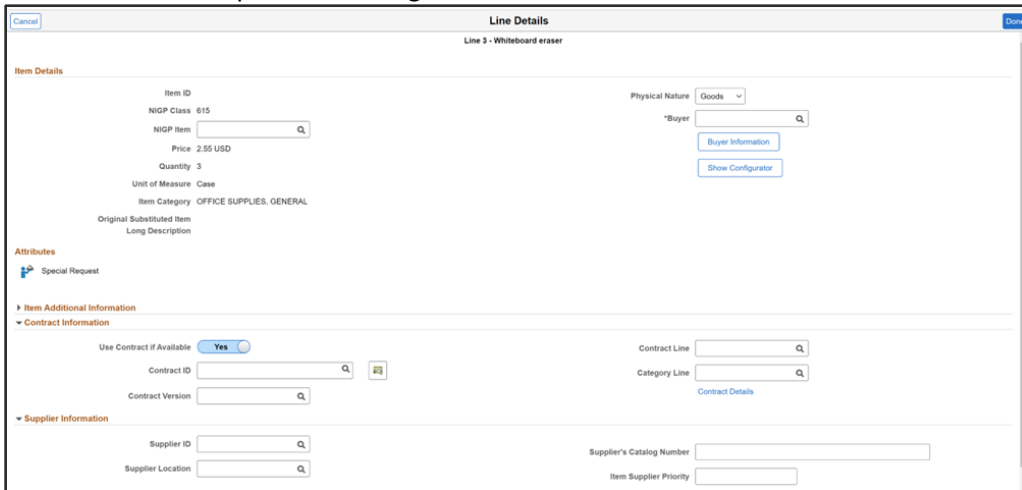 Cancel
Line Details
Done
Line 3 - Whiteboard eraser
Item Details
Item ID
NIGP Class 615
NIGP Item
Price 2.55 USD
Quantity 3
Unit of Measure Case
Item Category OFFICE SUPPLIES, GENERAL
Original Substituted Item
Long Description
Physical Nature Goods
*Buyer
Buyer Information
Show Configurator
Attributes
Special Request
Item Additional Information
Contract Information
Use Contract if Available Yes
Contract ID
Contract Version
Contract Line
Category Line
Contract Details
Supplier Information
Supplier ID
Supplier Location
Supplier's Catalog Number
Item Supplier Priority